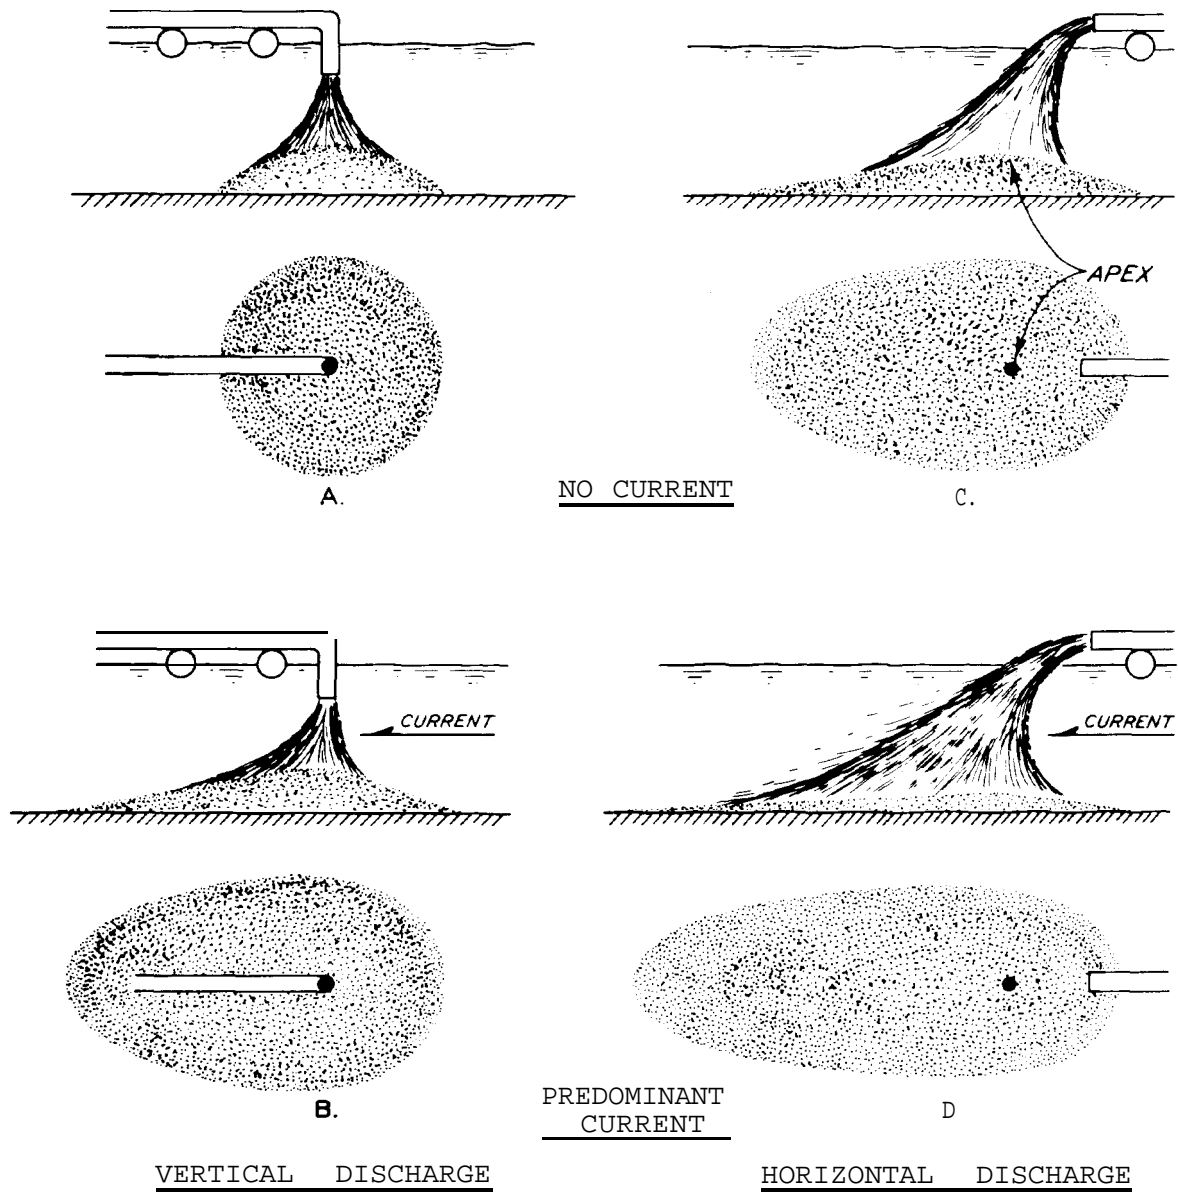 APEX
A.
NO CURRENT
C.
CURRENT
CURRENT
B.
PREDOMINANT
CURRENT
D
VERTICAL DISCHARGE
HORIZONTAL DISCHARGE